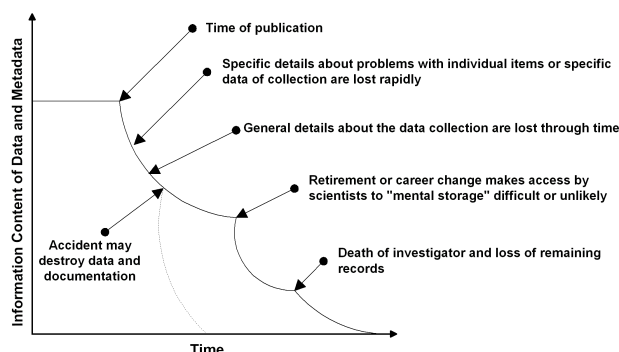 Time of publication
Specific details about problems with individual items or specific
data of collection are lost rapidly
General details about the data collection are lost through time
Retirement or career change makes access by
scientists to "mental storage" difficult or unlikely
Accident may
destroy data and
documentation
Death of investigator and loss of remaining
records
Information Content of Data and Metadata
Time